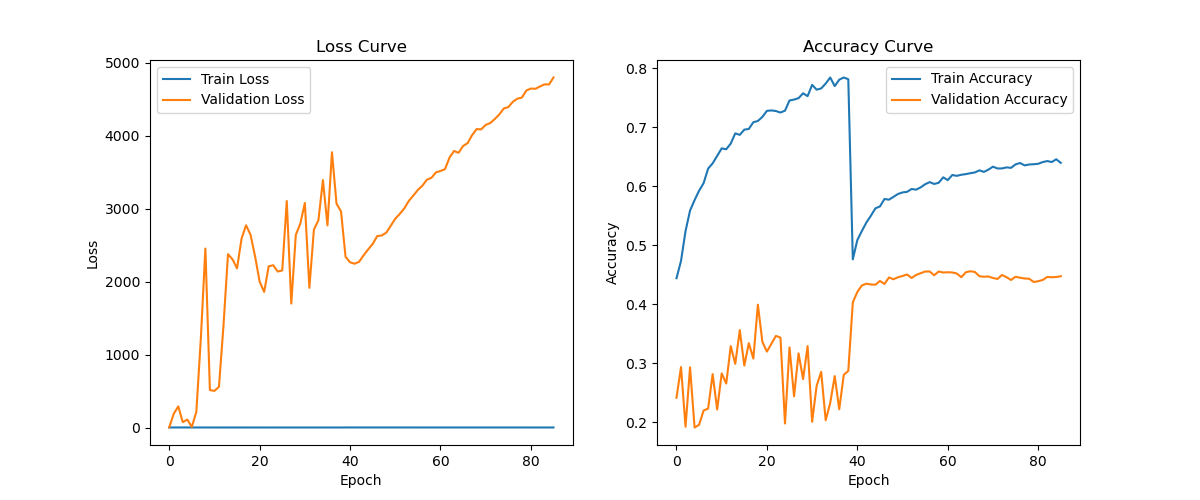 Loss Curve
Train Loss
Validation Loss
5000
4000
3000
2000
1000
0
Loss
0 20 40 60 80
Epoch
Accuracy Curve
Train Accuracy
Validation Accuracy
0.8
0.7
0.6
0.5
0.4
0.3
0.2
Accuracy
0 20 40 60 80
Epoch